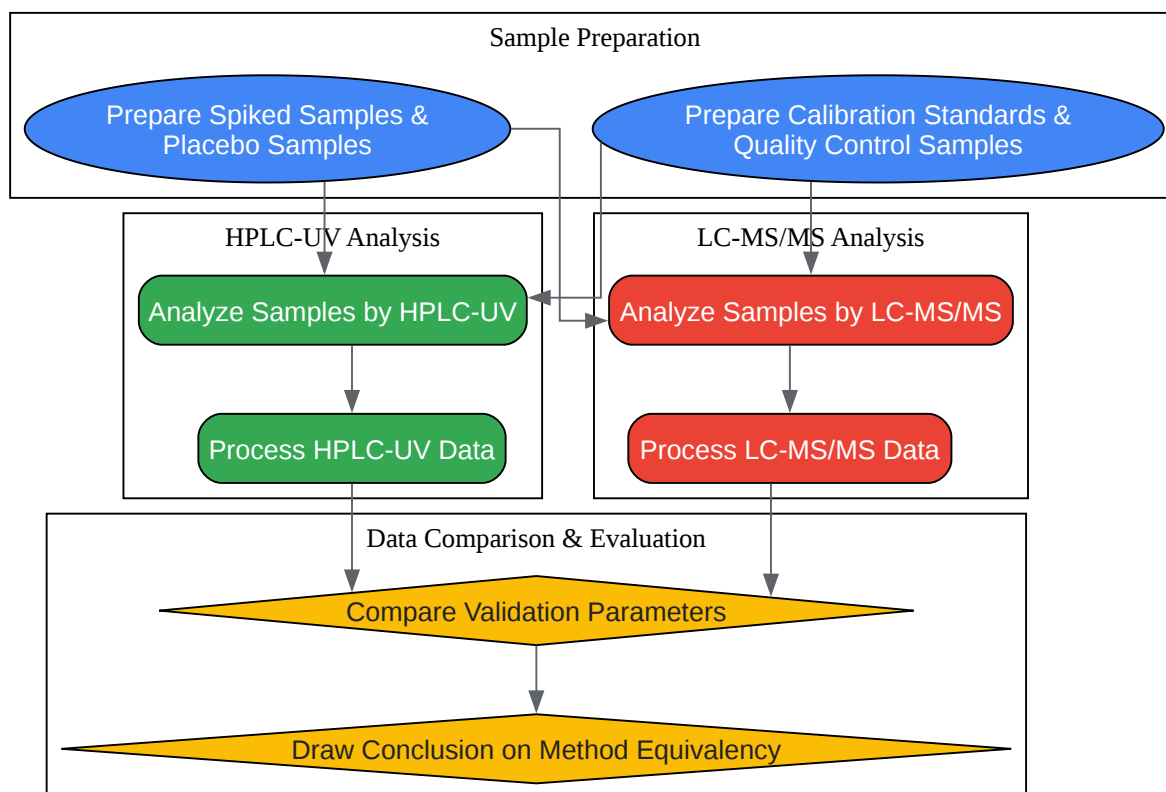 Sample Preparation
Prepare Spiked Samples &
Placebo Samples
Prepare Calibration Standards &
Quality Control Samples
HPLC-UV Analysis
LC-MS/MS Analysis
Analyze Samples by HPLC-UV
Analyze Samples by LC-MS/MS
Process HPLC-UV Data
Process LC-MS/MS Data
Data Comparison & Evaluation
Compare Validation Parameters
Draw Conclusion on Method Equivalency